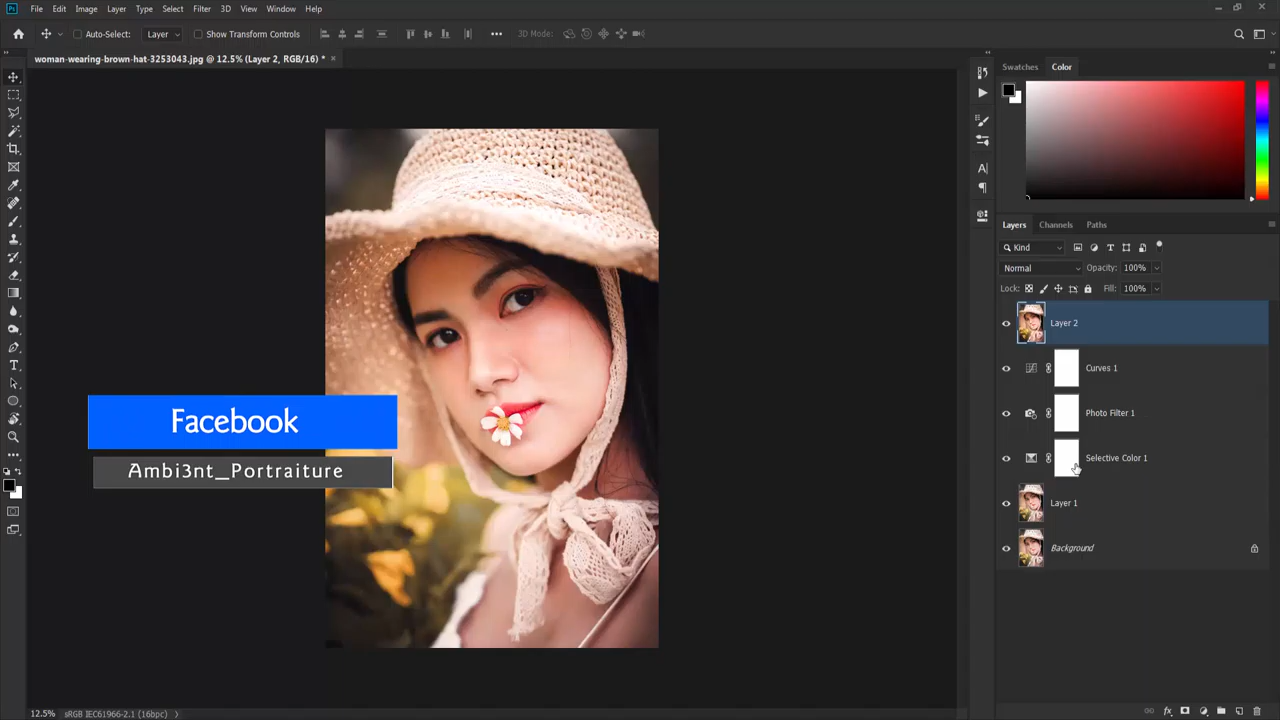 File Edit Image Layer Type Select Filter 3D View Window Help
Auto-Select: Layer Show Transform Controls 3D Mode:
woman-wearing-brown-hat-3253043.jpg @ 12.5% (Layer 2, RGB/16) *
Swatches Color
Layers Channels Paths
Kind
Normal Opacity: 100%
Lock: Fill: 100%
Layer 2
Curves 1
Photo Filter 1
Selective Color 1
Layer 1
Background
Facebook
Ambi3nt_Portraiture
12.5% sRGB IEC61966-2.1 (16bpc)